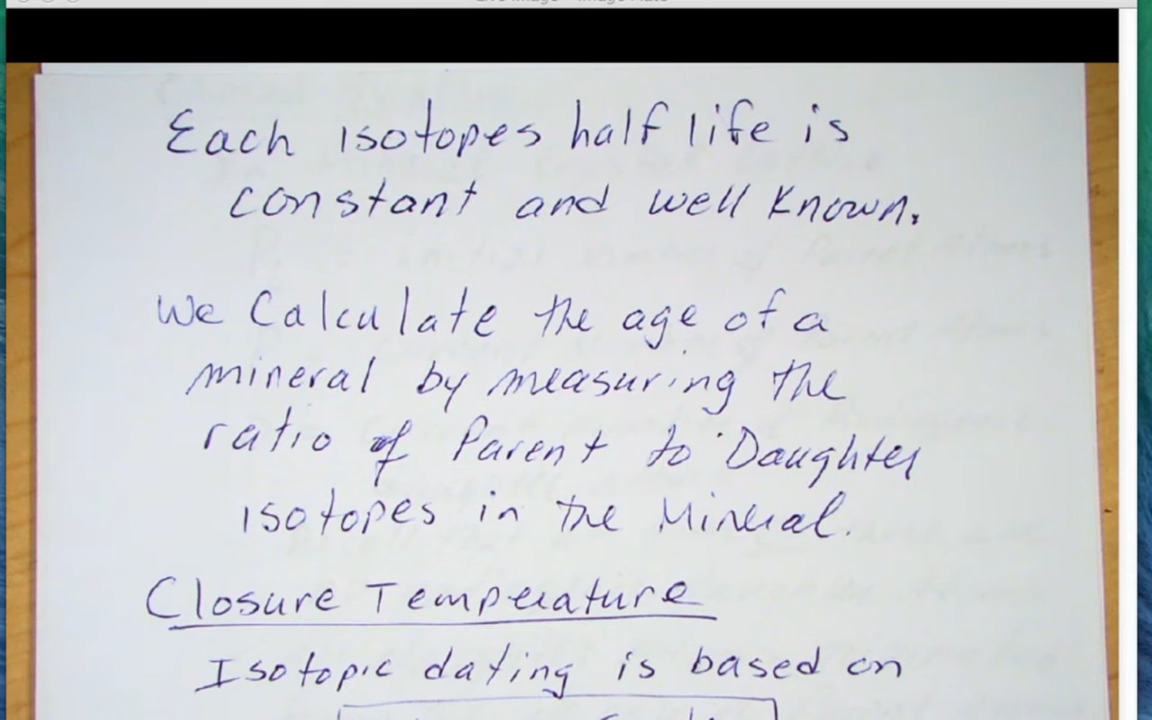 Each isotopes half life is
constant and well known.
We Calculate the age of a
mineral by measuring the
ratio of Parent to Daughter
isotopes in the Mineral.
Closure Temperature
Isotopic dating is based on